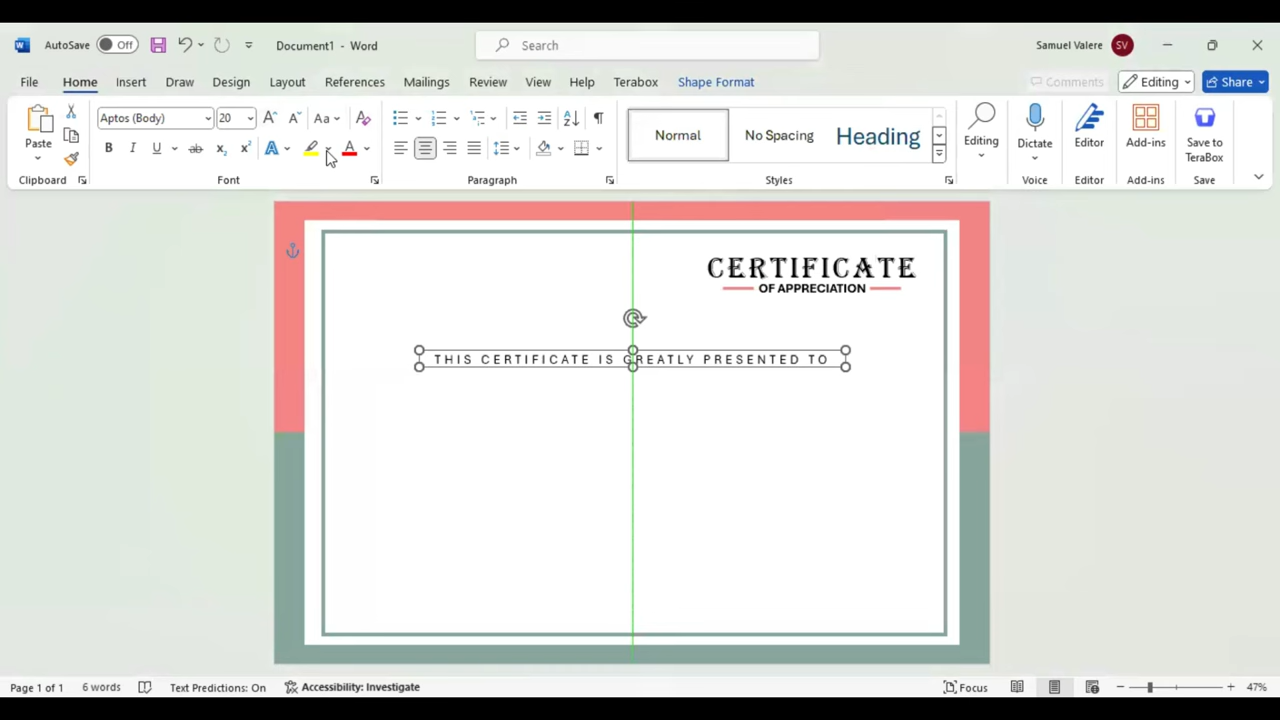 AutoSave Off Document1 - Word Search Samuel Valere SV
File Home Insert Draw Design Layout References Mailings Review View Help Terabox Shape Format Comments Editing Share
Paste Aptos (Body) 20 Aa Normal No Spacing Heading Editing Dictate Editor Add-ins Save to TeraBox
Clipboard Font Paragraph Styles Voice Editor Add-ins Save
CERTIFICATE
OF APPRECIATION
THIS CERTIFICATE IS GREATLY PRESENTED TO
Page 1 of 1 6 words Text Predictions: On Accessibility: Investigate Focus 47%